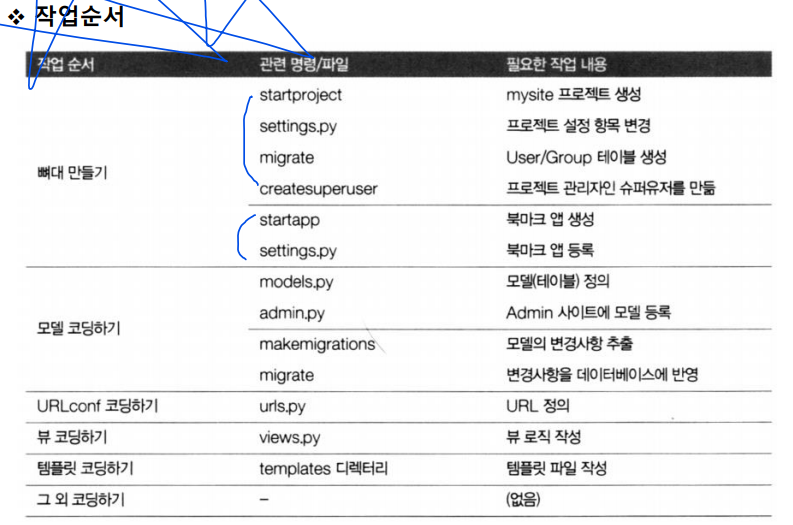 ❖ 작업순서
작업 순서 관련 명령/파일 필요한 작업 내용
startproject mysite 프로젝트 생성
settings.py 프로젝트 설정 항목 변경
뼈대 만들기 migrate User/Group 테이블 생성
createsuperuser 프로젝트 관리자인 슈퍼유저를 만듦
startapp 북마크 앱 생성
settings.py 북마크 앱 등록
models.py 모델(테이블) 정의
모델 코딩하기 admin.py Admin 사이트에 모델 등록
makemigrations 모델의 변경사항 추출
migrate 변경사항을 데이터베이스에 반영
URLconf 코딩하기 urls.py URL 정의
뷰 코딩하기 views.py 뷰 로직 작성
템플릿 코딩하기 templates 디렉터리 템플릿 파일 작성
그 외 코딩하기 – (없음)